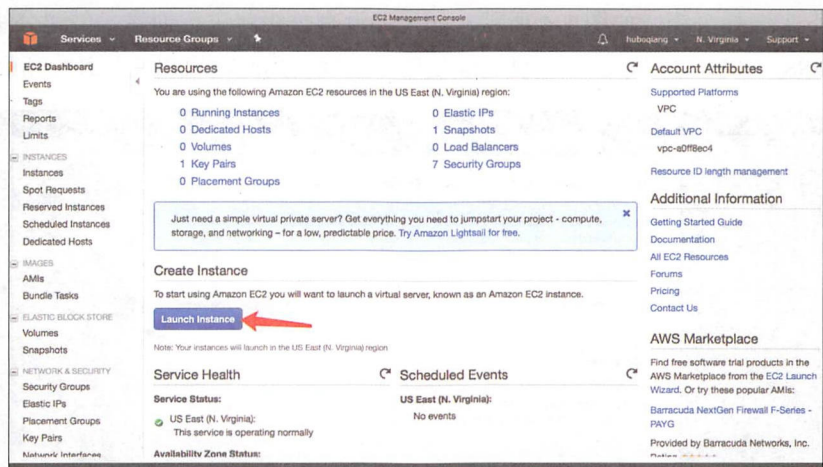 EC2 Management Console
Services
Resource Groups
huboqiang
N. Virginia
Support
EC2 Dashboard
Events
Tags
Reports
Limits
INSTANCES
Instances
Spot Requests
Reserved Instances
Scheduled Instances
Dedicated Hosts
IMAGES
AMIs
Bundle Tasks
ELASTIC BLOCK STORE
Volumes
Snapshots
NETWORK & SECURITY
Security Groups
Elastic IPs
Placement Groups
Key Pairs
Network Interfaces
Resources
You are using the following Amazon EC2 resources in the US East (N. Virginia) region:
0 Running Instances
0 Dedicated Hosts
0 Volumes
1 Key Pairs
0 Placement Groups
0 Elastic IPs
1 Snapshots
0 Load Balancers
7 Security Groups
Just need a simple virtual private server? Get everything you need to jumpstart your project - compute,
storage, and networking – for a low, predictable price. Try Amazon Lightsail for free.
Create Instance
To start using Amazon EC2 you will want to launch a virtual server, known as an Amazon EC2 instance.
Launch Instance
Note: Your instances will launch in the US East (N. Virginia) region
Service Health
Service Status:
US East (N. Virginia):
This service is operating normally
Availability Zone Status:
Scheduled Events
US East (N. Virginia):
No events
Account Attributes
Supported Platforms
VPC
Default VPC
vpc-a0ff8ec4
Resource ID length management
Additional Information
Getting Started Guide
Documentation
All EC2 Resources
Forums
Pricing
Contact Us
AWS Marketplace
Find free software trial products in the
AWS Marketplace from the EC2 Launch
Wizard. Or try these popular AMIs:
Barracuda NextGen Firewall F-Series -
PAYG
Provided by Barracuda Networks, Inc.